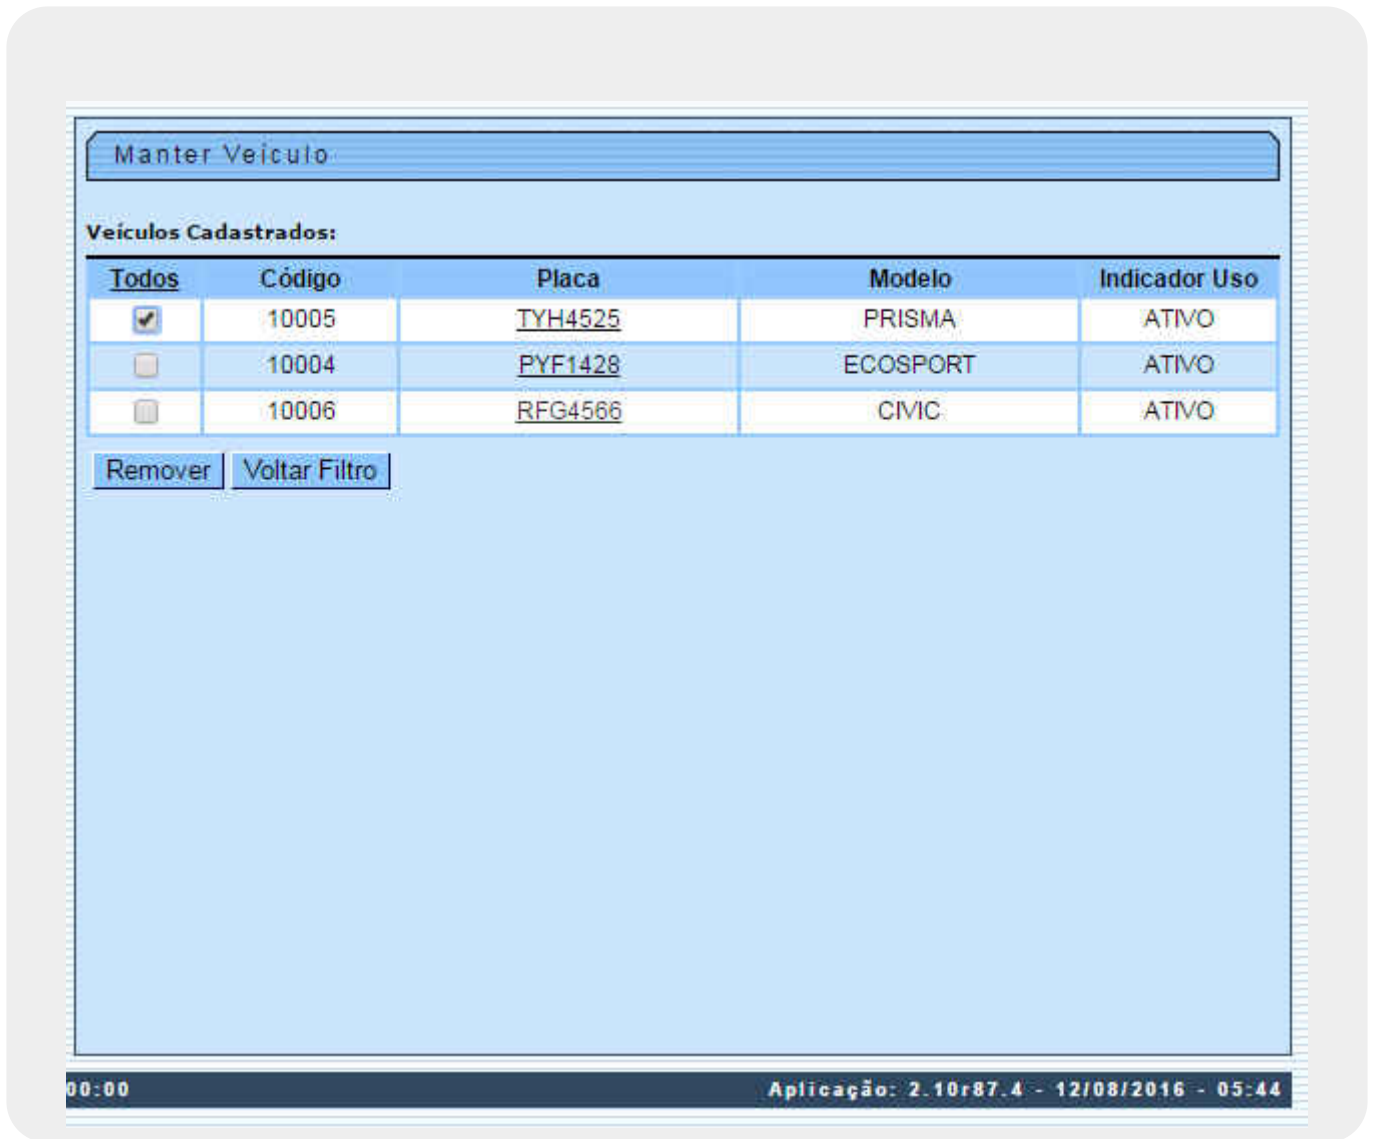 Manter Veículo
Veículos Cadastrados:
Todos Código Placa Modelo Indicador Uso
10005 TYH4525 PRISMA ATIVO
10004 PYF1428 ECOSPORT ATIVO
10006 RFG4566 CIVIC ATIVO
Remover Voltar Filtro
00:00 Aplicação: 2.10r87.4 - 12/08/2016 - 05:44